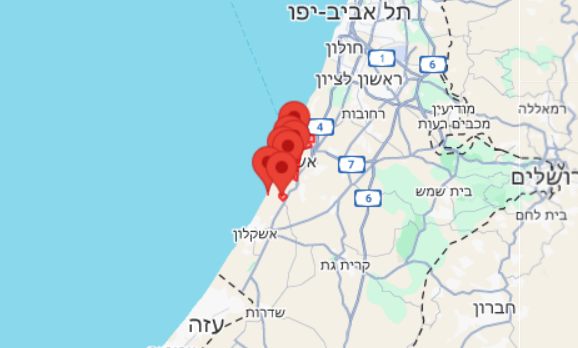 תל אביב-יפו
חולון
1
6
ראשון לציון
מודיעין
מכבים רעות
רמאללה
רחובות
4
אש
7
ירושלים
6
בית שמש
בית לחם
אשקלון
קרית גת
חברון
שדרות
עזה